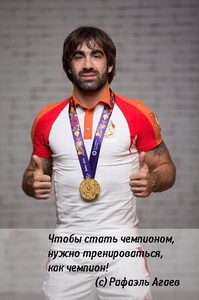 Чтобы стать чемпионом,
нужно тренироваться,
как чемпион!
(с) Рафаэль Агаев